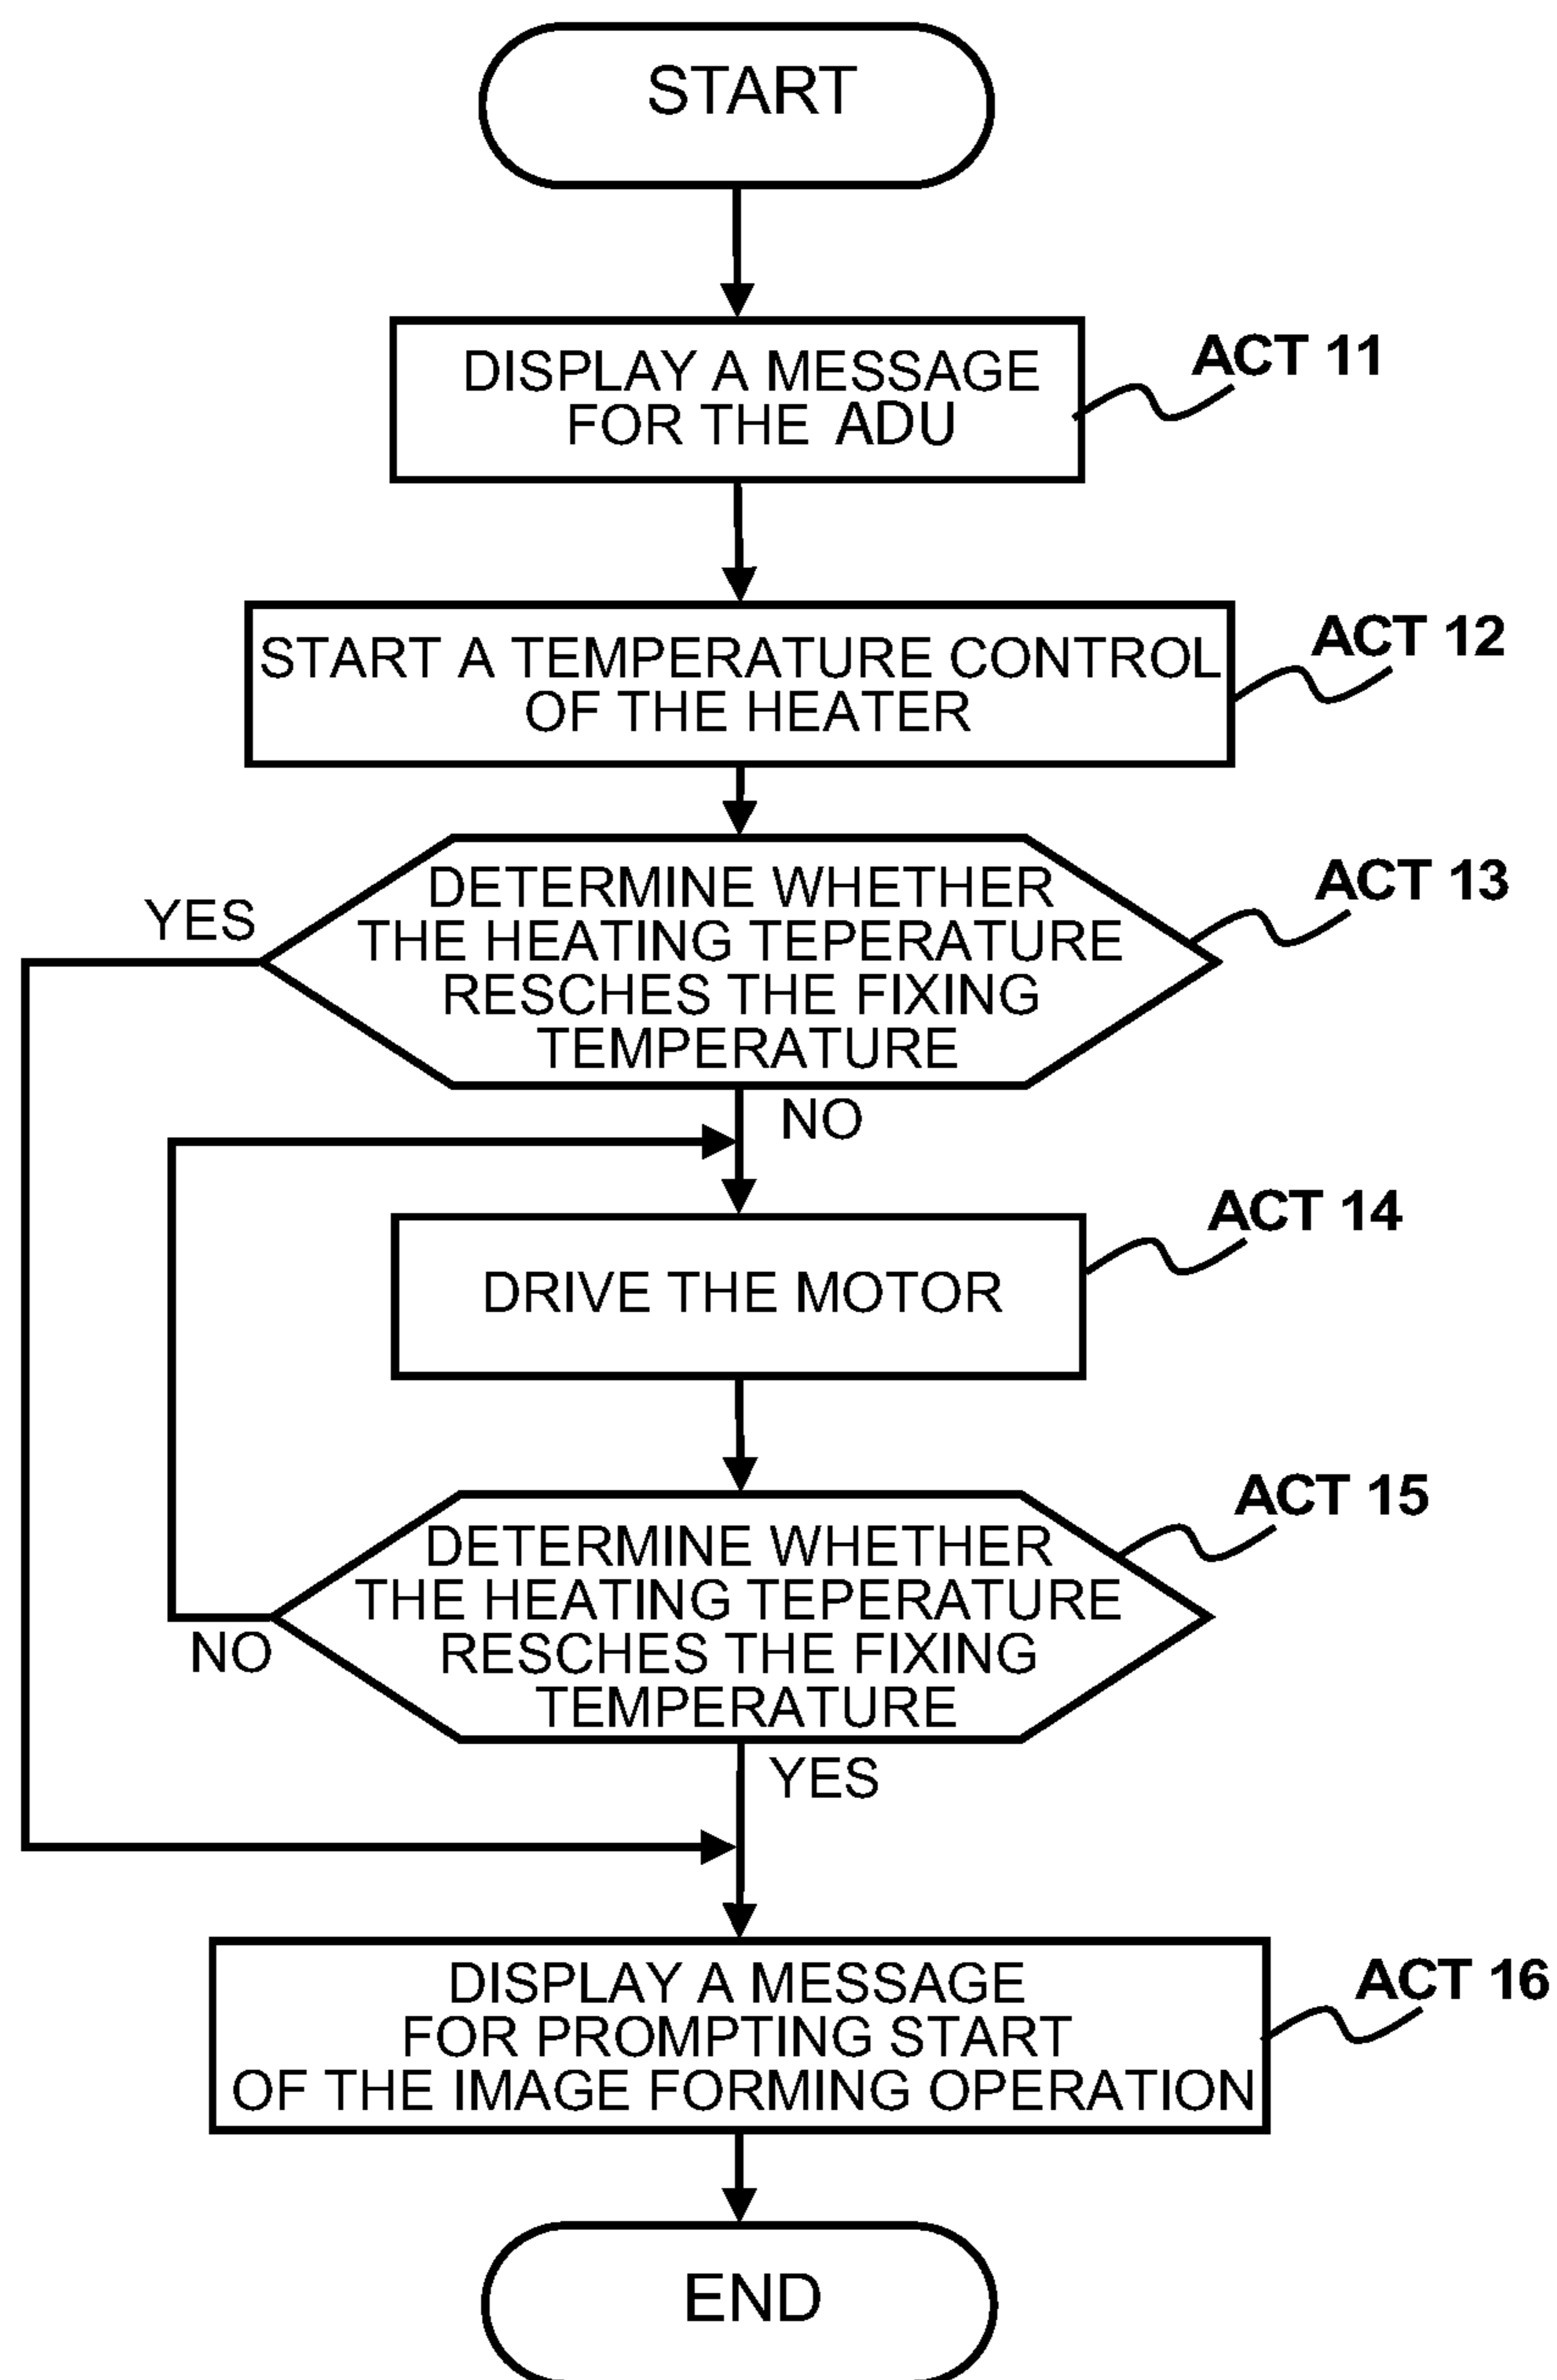 START
DISPLAY A MESSAGE
FOR THE ADU
ACT 11
START A TEMPERATURE CONTROL
OF THE HEATER
ACT 12
DETERMINE WHETHER
THE HEATING TEPERATURE
RESCHES THE FIXING
TEMPERATURE
ACT 13
YES
NO
DRIVE THE MOTOR
ACT 14
DETERMINE WHETHER
THE HEATING TEPERATURE
RESCHES THE FIXING
TEMPERATURE
ACT 15
NO
YES
DISPLAY A MESSAGE
FOR PROMPTING START
OF THE IMAGE FORMING OPERATION
ACT 16
END